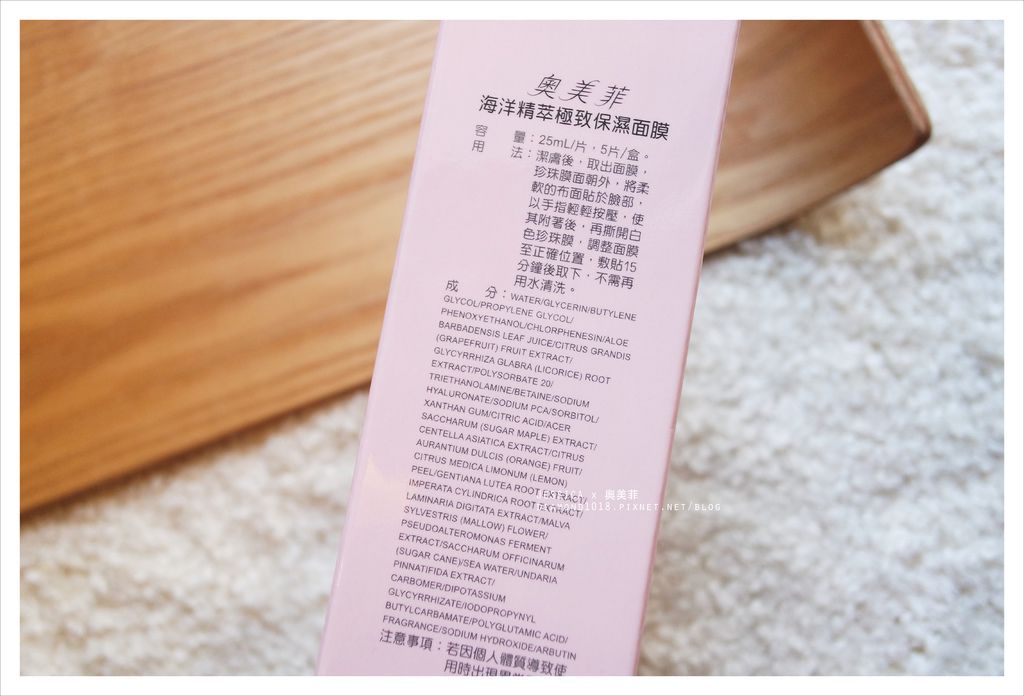 奧美菲
海洋精萃極致保濕面膜
容量：25mL/片，5片/盒。
用法：潔膚後，取出面膜，
珍珠膜面朝外，將柔
軟的布面貼於臉部，
以手指輕輕按壓，使
其附著後，再撕開白
色珍珠膜，調整面膜
至正確位置，敷貼15
分鐘後取下，不需再
用水清洗。
成分：WATER/GLYCERIN/BUTYLENE
GLYCOL/PROPYLENE GLYCOL/
PHENOXYETHANOL/CHLORPHENESIN/ALOE
BARBADENSIS LEAF JUICE/CITRUS GRANDIS
(GRAPEFRUIT) FRUIT EXTRACT/
GLYCYRRHIZA GLABRA (LICORICE) ROOT
EXTRACT/POLYSORBATE 20/
TRIETHANOLAMINE/BETAINE/SODIUM
HYALURONATE/SODIUM PCA/SORBITOL/
XANTHAN GUM/CITRIC ACID/ACER
SACCHARUM (SUGAR MAPLE) EXTRACT/
CENTELLA ASIATICA EXTRACT/CITRUS
AURANTIUM DULCIS (ORANGE) FRUIT/
CITRUS MEDICA LIMONUM (LEMON)
PEEL/GENTIANA LUTEA ROOT EXTRACT/
IMPERATA CYLINDRICA ROOT EXTRACT/
LAMINARIA DIGITATA EXTRACT/MALVA
SYLVESTRIS (MALLOW) FLOWER/
PSEUDOALTEROMONAS FERMENT
EXTRACT/SACCHARUM OFFICINARUM
(SUGAR CANE)/SEA WATER/UNDARIA
PINNATIFIDA EXTRACT/
CARBOMER/DIPOTASSIUM
GLYCYRRHIZATE/IODOPROPYNYL
BUTYLCARBAMATE/POLYGLUTAMIC ACID/
FRAGRANCE/SODIUM HYDROXIDE/ARBUTIN
注意事項：若因個人體質導致使
用時出現
x 奧美菲
1018.PIXNET.NET/BLOG